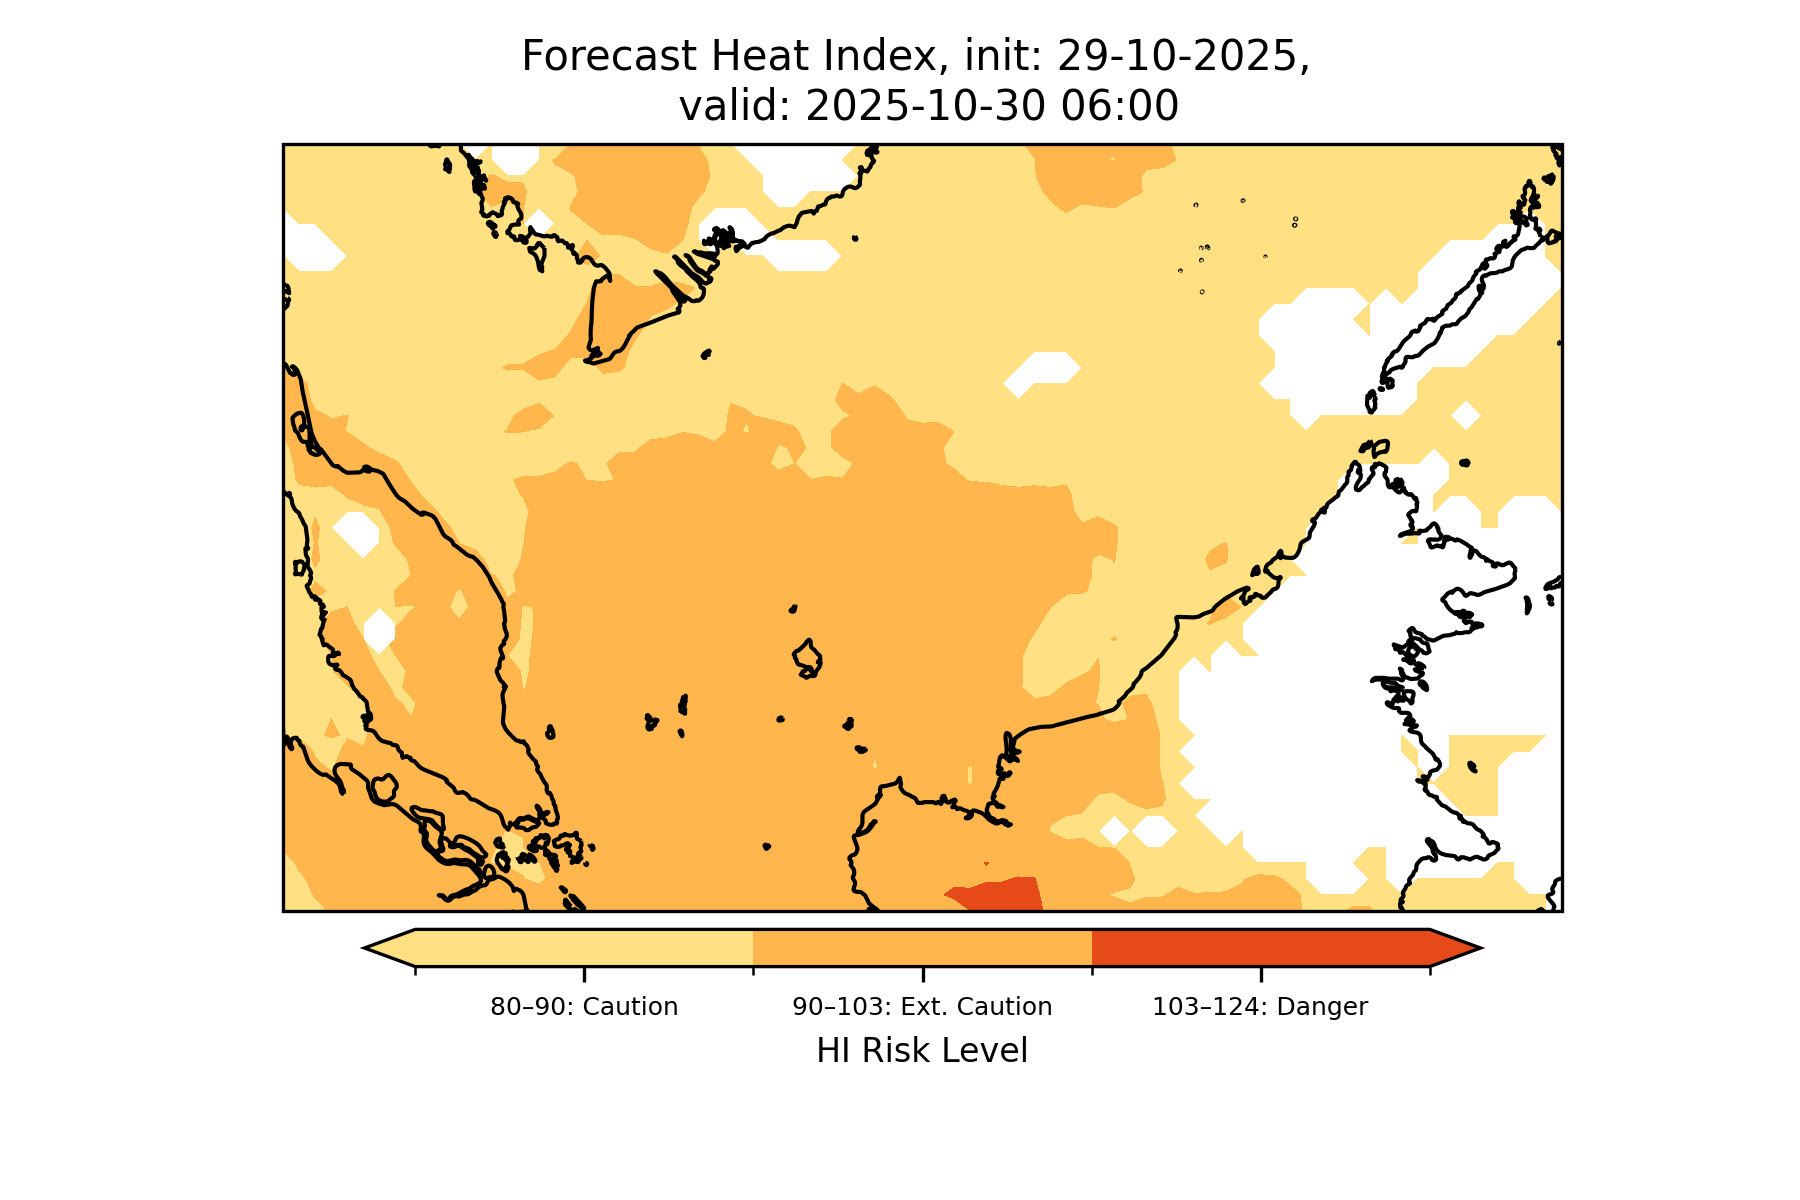 Forecast Heat Index, init: 29-10-2025,
valid: 2025-10-30 06:00
80–90: Caution
90–103: Ext. Caution
103–124: Danger
HI Risk Level